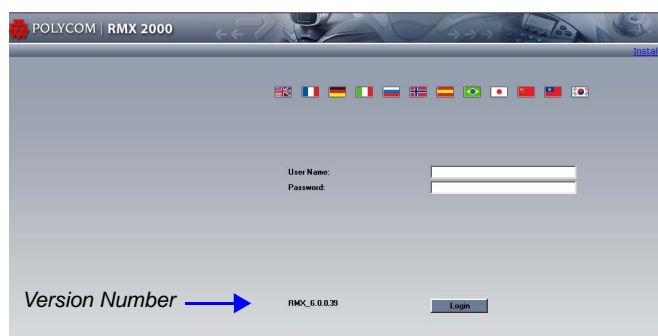 POLYCOM | RMX 2000
Instal
User Name:
Password:
Version Number
RMX_6.0.0.39
Login